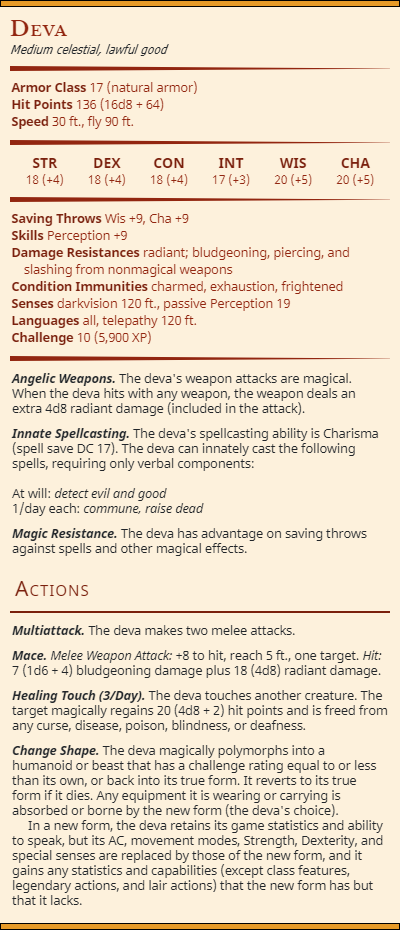 Deva
Medium celestial, lawful good
Armor Class 17 (natural armor)
Hit Points 136 (16d8 + 64)
Speed 30 ft., fly 90 ft.
STR DEX CON INT WIS CHA
18 (+4) 18 (+4) 18 (+4) 17 (+3) 20 (+5) 20 (+5)
Saving Throws Wis +9, Cha +9
Skills Perception +9
Damage Resistances radiant; bludgeoning, piercing, and
slashing from nonmagical weapons
Condition Immunities charmed, exhaustion, frightened
Senses darkvision 120 ft., passive Perception 19
Languages all, telepathy 120 ft.
Challenge 10 (5,900 XP)
Angelic Weapons. The deva's weapon attacks are magical.
When the deva hits with any weapon, the weapon deals an
extra 4d8 radiant damage (included in the attack).
Innate Spellcasting. The deva's spellcasting ability is Charisma
(spell save DC 17). The deva can innately cast the following
spells, requiring only verbal components:
At will: detect evil and good
1/day each: commune, raise dead
Magic Resistance. The deva has advantage on saving throws
against spells and other magical effects.
Actions
Multiattack. The deva makes two melee attacks.
Mace. Melee Weapon Attack: +8 to hit, reach 5 ft., one target. Hit:
7 (1d6 + 4) bludgeoning damage plus 18 (4d8) radiant damage.
Healing Touch (3/Day). The deva touches another creature. The
target magically regains 20 (4d8 + 2) hit points and is freed from
any curse, disease, poison, blindness, or deafness.
Change Shape. The deva magically polymorphs into a
humanoid or beast that has a challenge rating equal to or less
than its own, or back into its true form. It reverts to its true
form if it dies. Any equipment it is wearing or carrying is
absorbed or borne by the new form (the deva's choice).
In a new form, the deva retains its game statistics and ability
to speak, but its AC, movement modes, Strength, Dexterity, and
special senses are replaced by those of the new form, and it
gains any statistics and capabilities (except class features,
legendary actions, and lair actions) that the new form has but
that it lacks.